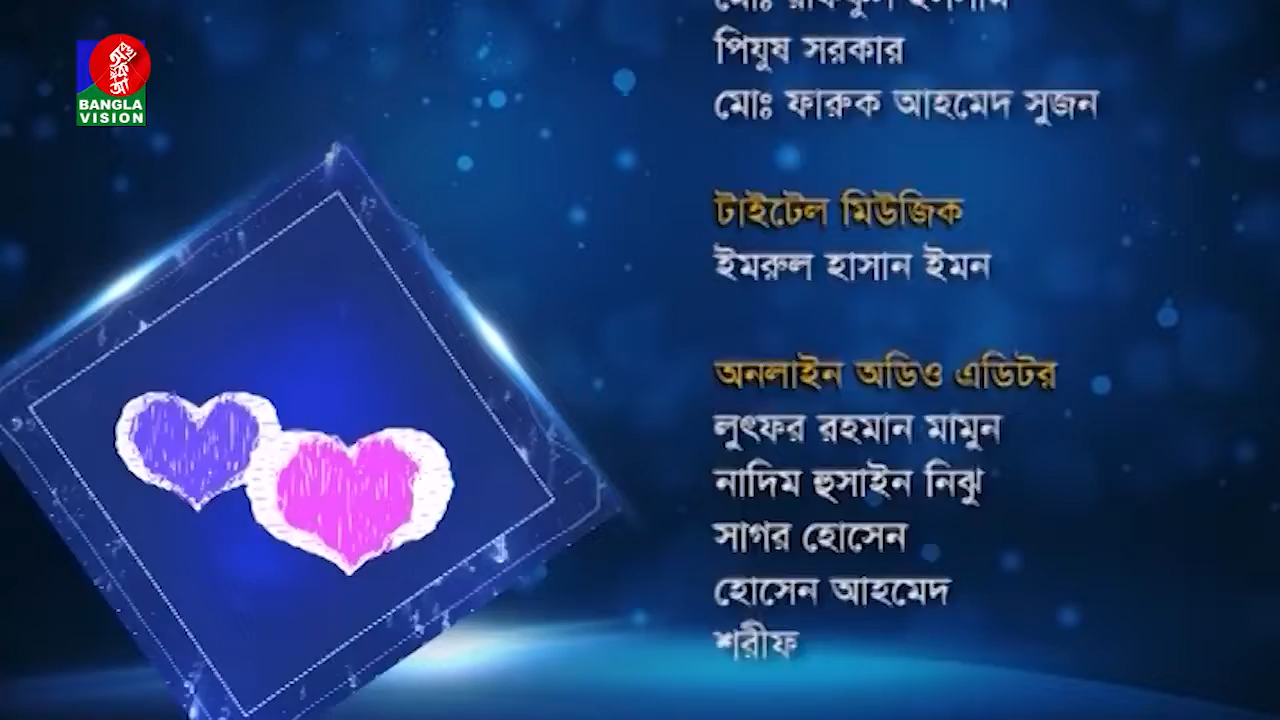 BANGLA
VISION
পিযুষ সরকার
মোঃ ফারুক আহমেদ সুজন
টাইটেল মিউজিক
ইমরুল হাসান ইমন
অনলাইন অডিও এডিটর
লুৎফর রহমান মামুন
নাদিম হুসাইন নিঝু
সাগর হোসেন
হোসেন আহমেদ
শরীফ